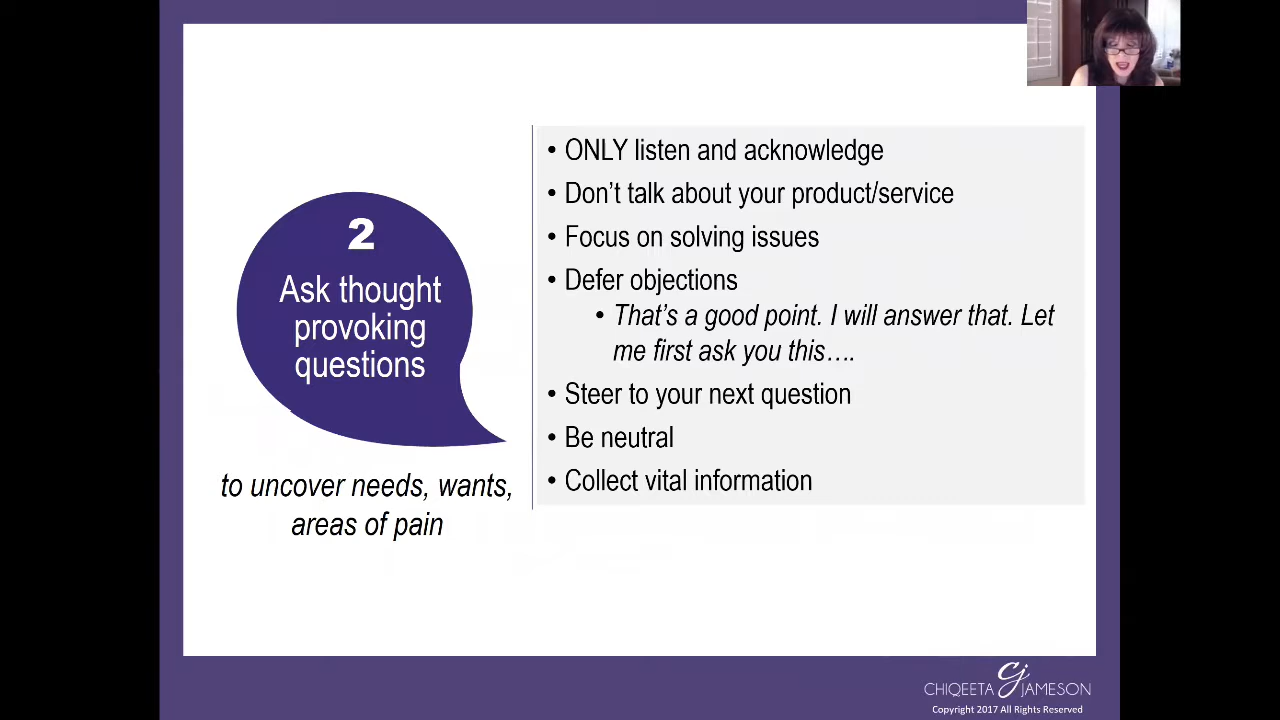 2
Ask thought
provoking
questions
to uncover needs, wants,
areas of pain
• ONLY listen and acknowledge
• Don’t talk about your product/service
• Focus on solving issues
• Defer objections
• That’s a good point. I will answer that. Let
me first ask you this….
• Steer to your next question
• Be neutral
• Collect vital information
CHIQEETA cj JAMESON
Copyright 2017 All Rights Reserved